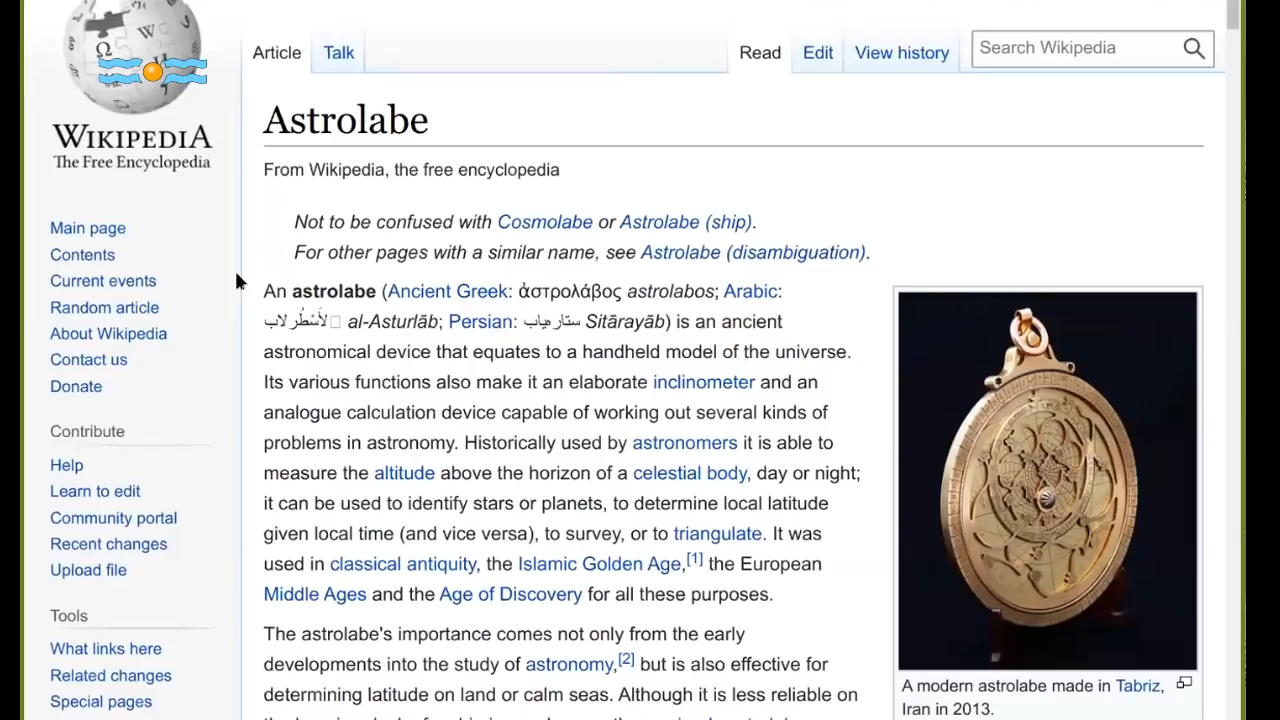 WIKIPEDIA
The Free Encyclopedia
Main page
Contents
Current events
Random article
About Wikipedia
Contact us
Donate
Contribute
Help
Learn to edit
Community portal
Recent changes
Upload file
Tools
What links here
Related changes
Special pages
Article Talk Read Edit View history Search Wikipedia
Astrolabe
From Wikipedia, the free encyclopedia
Not to be confused with Cosmolabe or Astrolabe (ship).
For other pages with a similar name, see Astrolabe (disambiguation).
An astrolabe (Ancient Greek: ἀστρολάβος astrolabos; Arabic:
ٱلأَسْطُرلاب al-Asturlāb; Persian: ستاره‌یاب Sitārayāb) is an ancient
astronomical device that equates to a handheld model of the universe.
Its various functions also make it an elaborate inclinometer and an
analogue calculation device capable of working out several kinds of
problems in astronomy. Historically used by astronomers it is able to
measure the altitude above the horizon of a celestial body, day or night;
it can be used to identify stars or planets, to determine local latitude
given local time (and vice versa), to survey, or to triangulate. It was
used in classical antiquity, the Islamic Golden Age,[1] the European
Middle Ages and the Age of Discovery for all these purposes.
The astrolabe's importance comes not only from the early
developments into the study of astronomy,[2] but is also effective for
determining latitude on land or calm seas. Although it is less reliable on
A modern astrolabe made in Tabriz,
Iran in 2013.